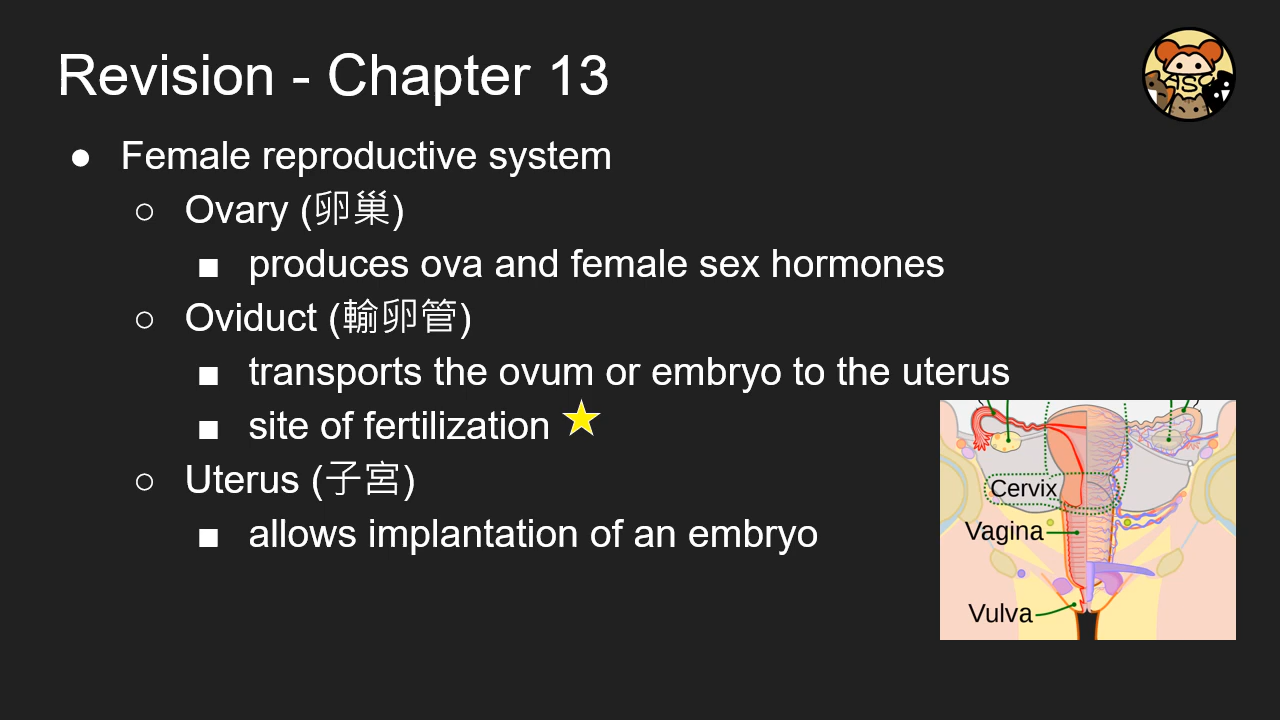 Revision - Chapter 13
● Female reproductive system
○ Ovary (卵巢)
■ produces ova and female sex hormones
○ Oviduct (輸卵管)
■ transports the ovum or embryo to the uterus
■ site of fertilization
○ Uterus (子宮)
■ allows implantation of an embryo
Cervix
Vagina
Vulva
S